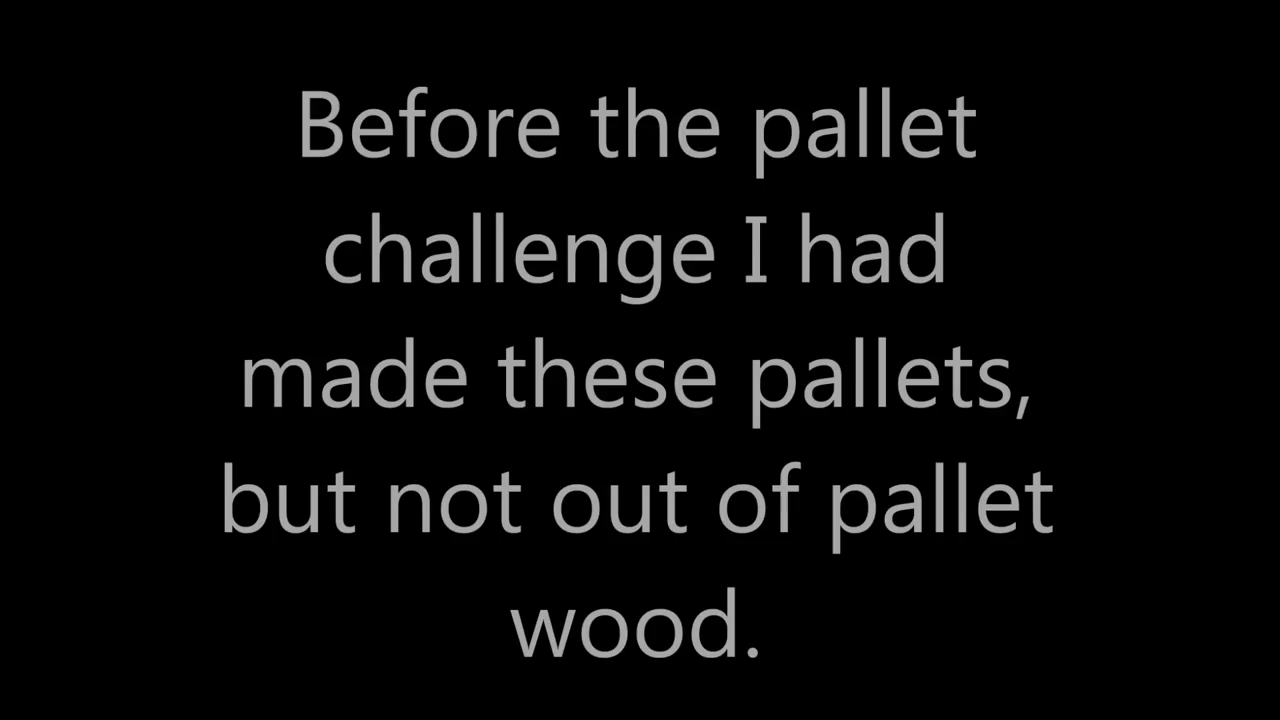 Before the pallet
challenge I had
made these pallets,
but not out of pallet
wood.